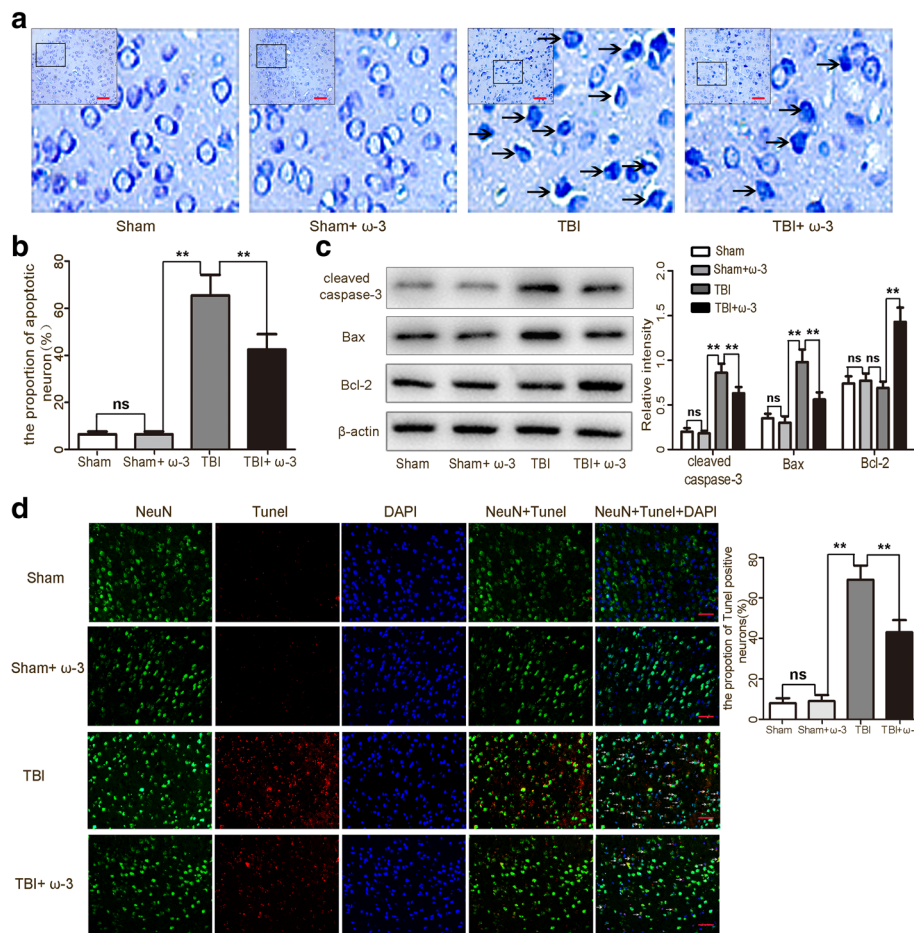 a
Sham
Sham+ ω-3
TBI
TBI+ ω-3
b
the proportion of apoptotic
neuron(%)
80
60
40
20
0
ns
**
**
Sham
Sham+ ω-3
TBI
TBI+ ω-3
c
cleaved
caspase-3
Bax
Bcl-2
β-actin
Sham
Sham+ ω-3
TBI
TBI+ ω-3
Sham
Sham+ω-3
TBI
TBI+ω-3
Relative intensity
2.0
1.5
1.0
0.5
0.0
ns
**
**
ns
**
**
ns
ns
**
cleaved
caspase-3
Bax
Bcl-2
d
NeuN
Tunel
DAPI
NeuN+Tunel
NeuN+Tunel+DAPI
Sham
Sham+ ω-3
TBI
TBI+ ω-3
the propotion of Tunel positive
neurons(%)
80
60
40
20
0
ns
**
**
Sham
Sham+ω-3
TBI
TBI+ω-